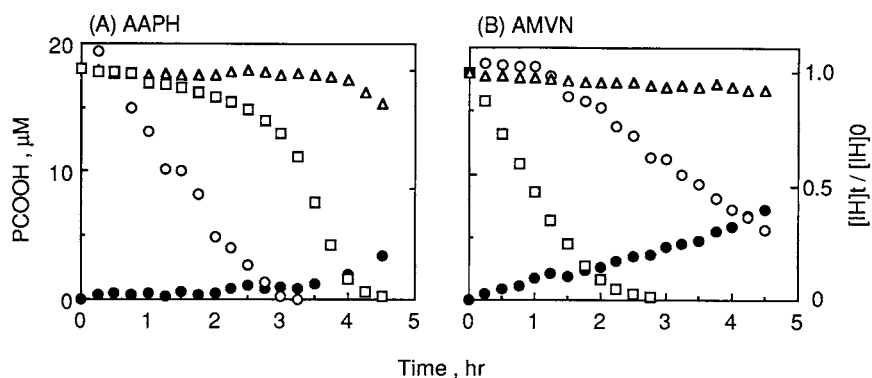 (A) AAPH
(B) AMVN
20
10
0
PCOOH , μM
0 1 2 3 4 5
0 1 2 3 4 5
1.0
0.5
0
[IH]t / [IH]0
Time , hr